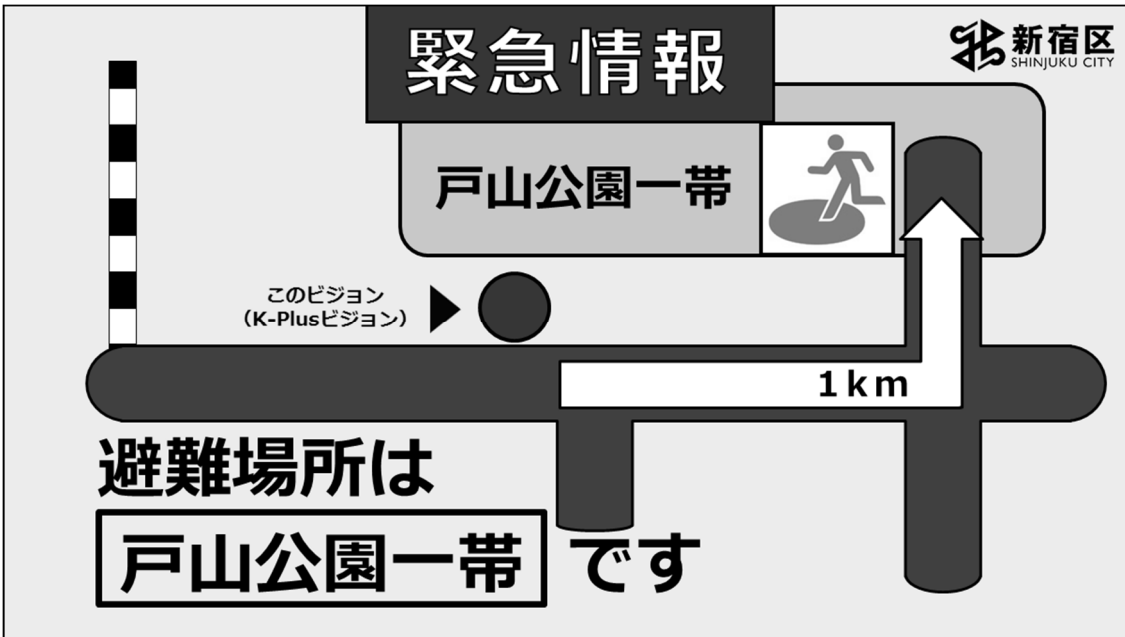 緊急情報
新宿区
SHINJUKU CITY
戸山公園一帯
このビジョン
（K-Plusビジョン）
1km
避難場所は
戸山公園一帯 です